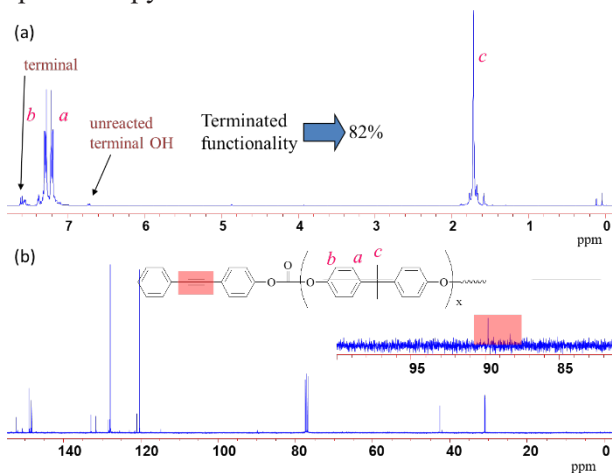 (a)
terminal
b
a
c
unreacted
terminal OH
Terminated
functionality
82%
7 6 5 4 3 2 1 0
ppm
(b)
b a c
O
O O O O
x
95 90 85
140 120 100 80 60 40 20 0
ppm